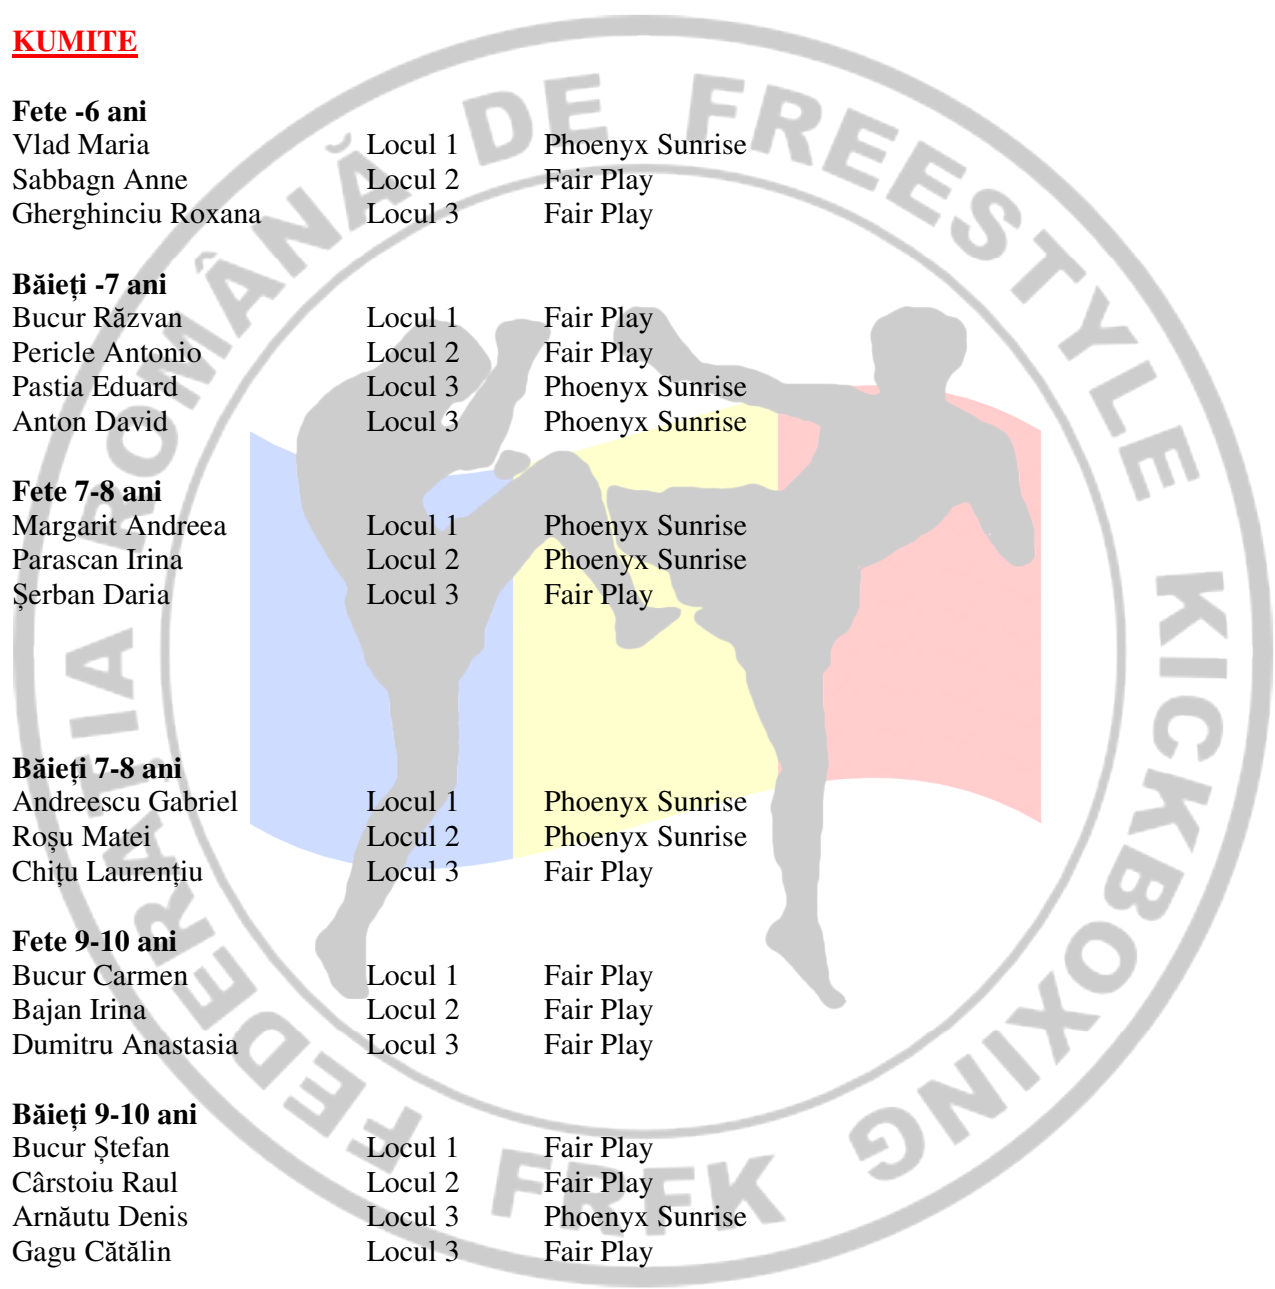 KUMITE
Fete -6 ani
Vlad Maria Locul 1 Phoenyx Sunrise
Sabbagn Anne Locul 2 Fair Play
Gherghinciu Roxana Locul 3 Fair Play
Băieți -7 ani
Bucur Răzvan Locul 1 Fair Play
Pericle Antonio Locul 2 Fair Play
Pastia Eduard Locul 3 Phoenyx Sunrise
Anton David Locul 3 Phoenyx Sunrise
Fete 7-8 ani
Margarit Andreea Locul 1 Phoenyx Sunrise
Parascan Irina Locul 2 Phoenyx Sunrise
Șerban Daria Locul 3 Fair Play
Băieți 7-8 ani
Andreescu Gabriel Locul 1 Phoenyx Sunrise
Roșu Matei Locul 2 Phoenyx Sunrise
Chițu Laurențiu Locul 3 Fair Play
Fete 9-10 ani
Bucur Carmen Locul 1 Fair Play
Bajan Irina Locul 2 Fair Play
Dumitru Anastasia Locul 3 Fair Play
Băieți 9-10 ani
Bucur Ștefan Locul 1 Fair Play
Cârstoiu Raul Locul 2 Fair Play
Arnăutu Denis Locul 3 Phoenyx Sunrise
Gagu Cătălin Locul 3 Fair Play
FEDERAȚIA ROMÂNĂ DE FREESTYLE KICKBOXING
FRFK